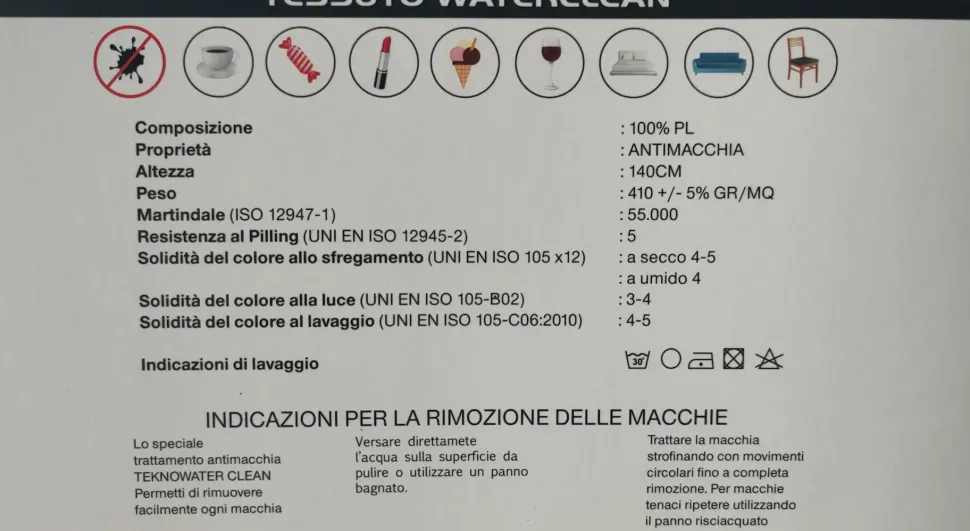 TESSUTO WATERCLEAN
Composizione : 100% PL
Proprietà : ANTIMACCHIA
Altezza : 140CM
Peso : 410 +/- 5% GR/MQ
Martindale (ISO 12947-1) : 55.000
Resistenza al Pilling (UNI EN ISO 12945-2) : 5
Solidità del colore allo sfregamento (UNI EN ISO 105 x12) : a secco 4-5
: a umido 4
Solidità del colore alla luce (UNI EN ISO 105-B02) : 3-4
Solidità del colore al lavaggio (UNI EN ISO 105-C06:2010) : 4-5
Indicazioni di lavaggio 30°
INDICAZIONI PER LA RIMOZIONE DELLE MACCHIE
Lo speciale
trattamento antimacchia
TEKNOWATER CLEAN
Permetti di rimuovere
facilmente ogni macchia
Versare direttamete
l'acqua sulla superficie da
pulire o utilizzare un panno
bagnato.
Trattare la macchia
strofinando con movimenti
circolari fino a completa
rimozione. Per macchie
tenaci ripetere utilizzando
il panno risciacquato